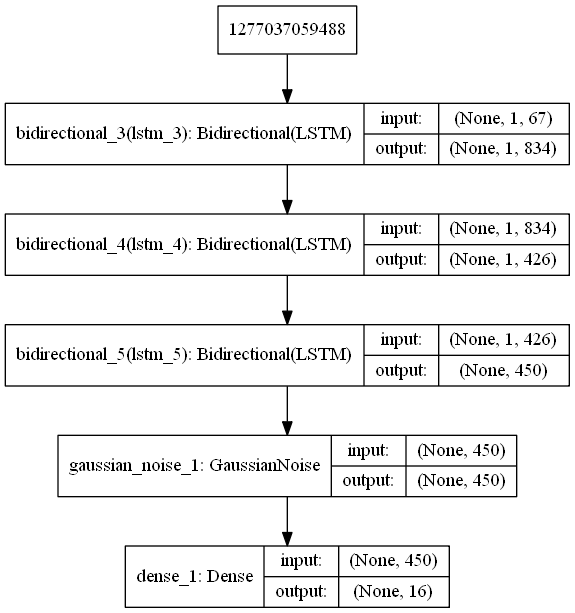 1277037059488
bidirectional_3(lstm_3): Bidirectional(LSTM)
input: (None, 1, 67)
output: (None, 1, 834)
bidirectional_4(lstm_4): Bidirectional(LSTM)
input: (None, 1, 834)
output: (None, 1, 426)
bidirectional_5(lstm_5): Bidirectional(LSTM)
input: (None, 1, 426)
output: (None, 450)
gaussian_noise_1: GaussianNoise
input: (None, 450)
output: (None, 450)
dense_1: Dense
input: (None, 450)
output: (None, 16)